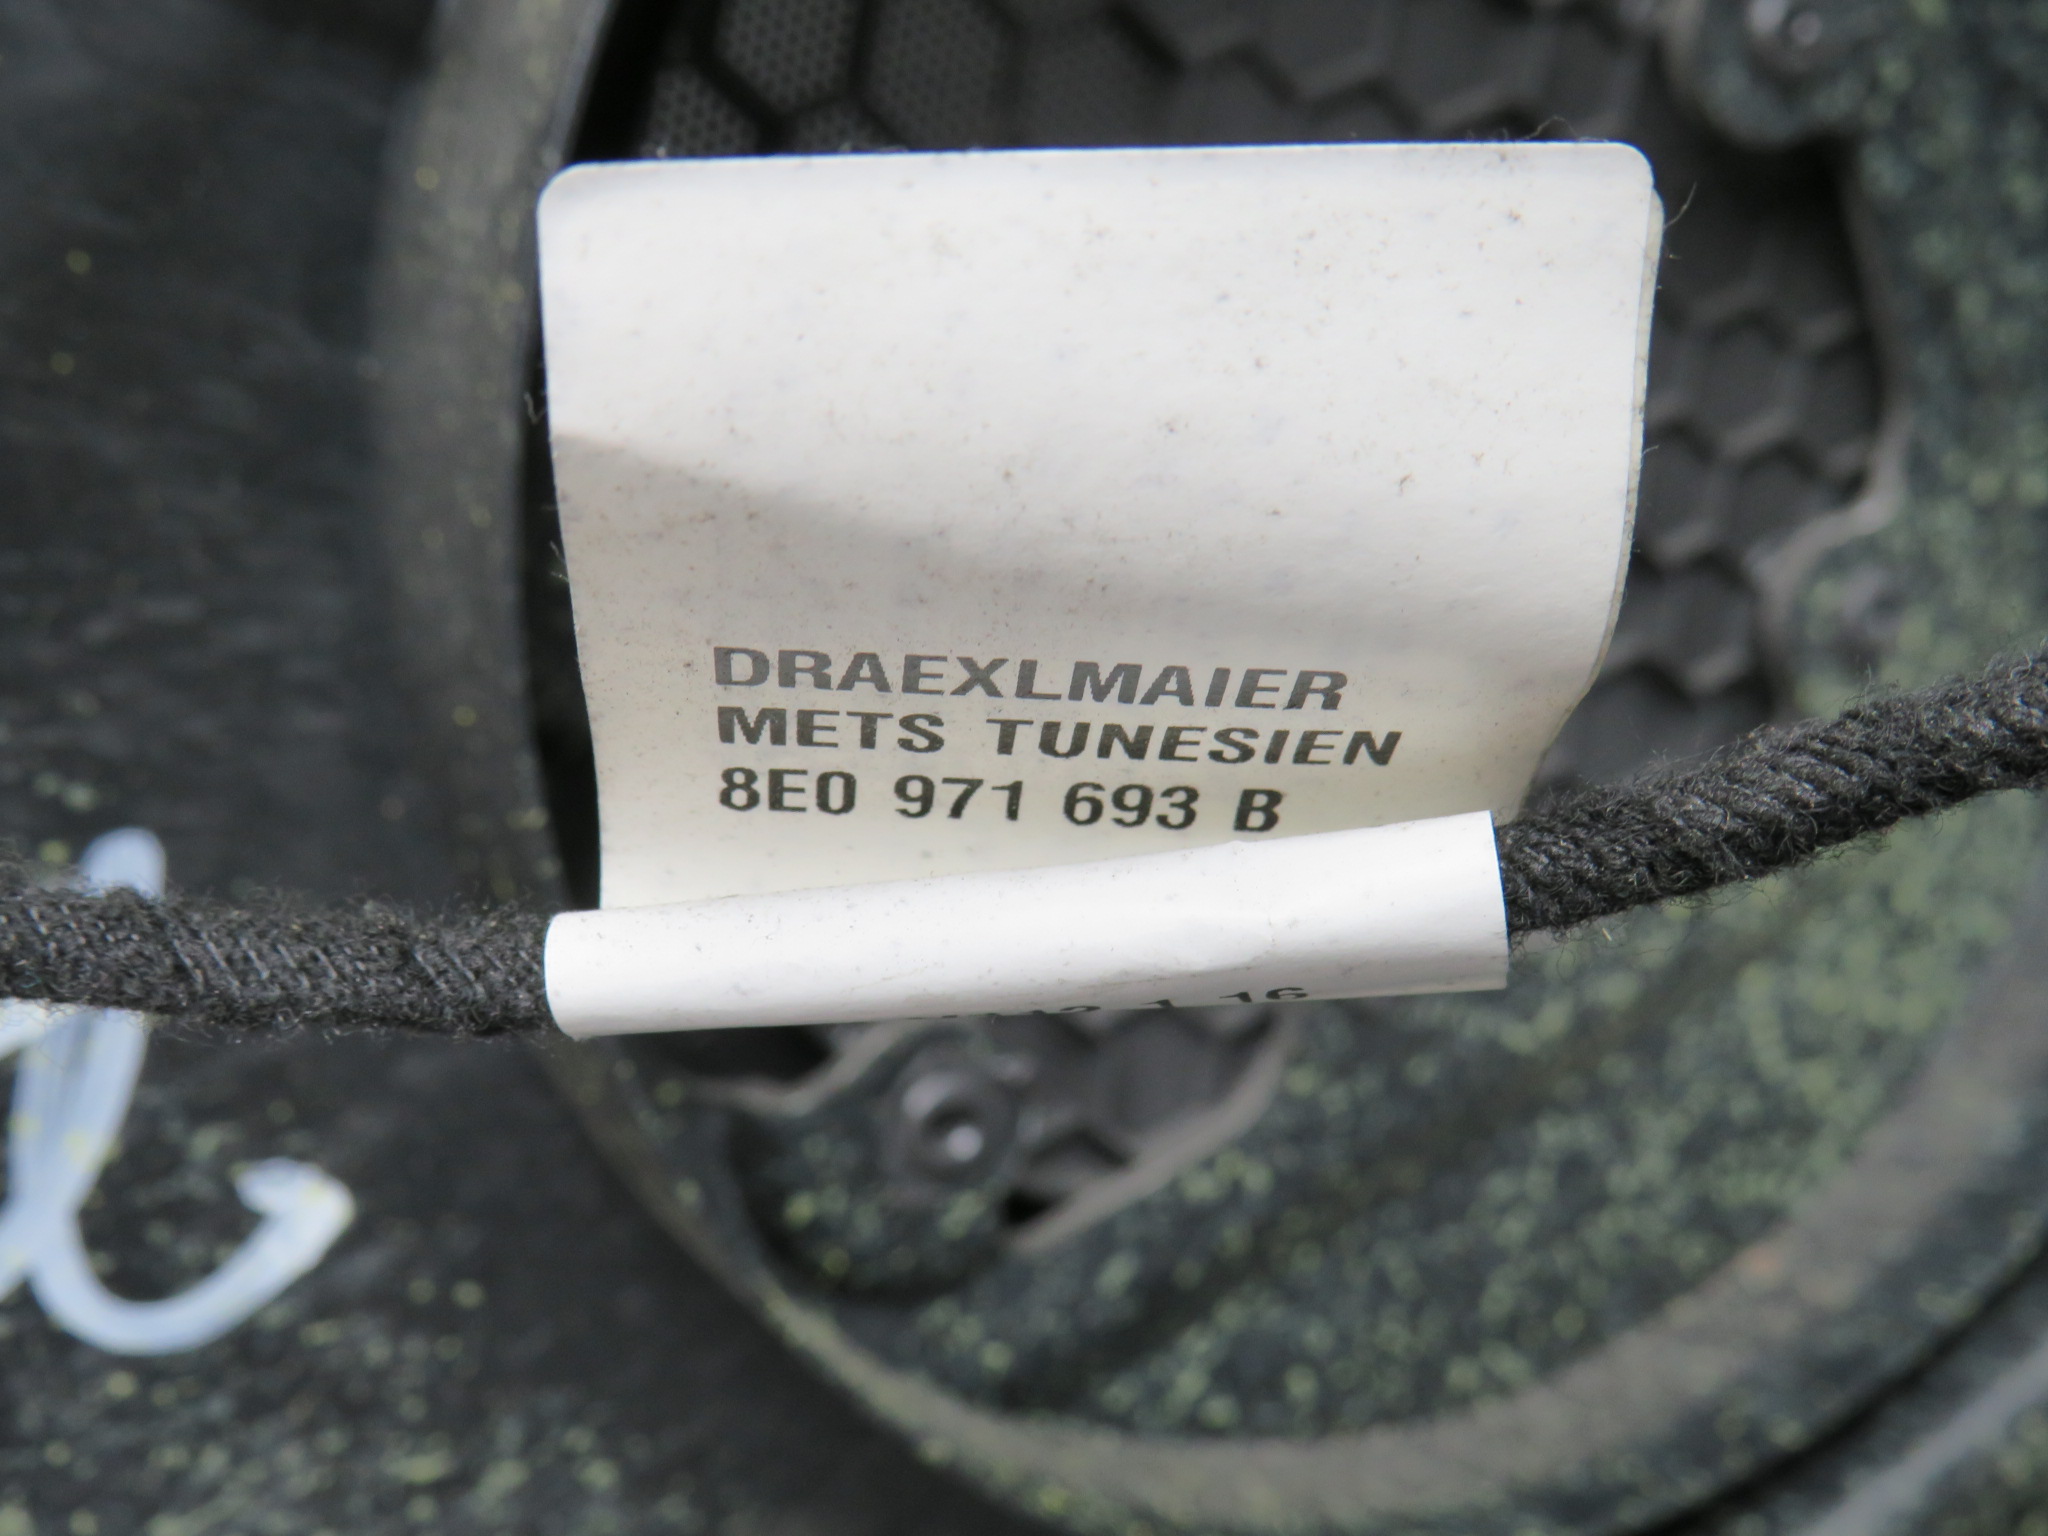 DRAEXLMAIER
METS TUNESIEN
8E0 971 693 B